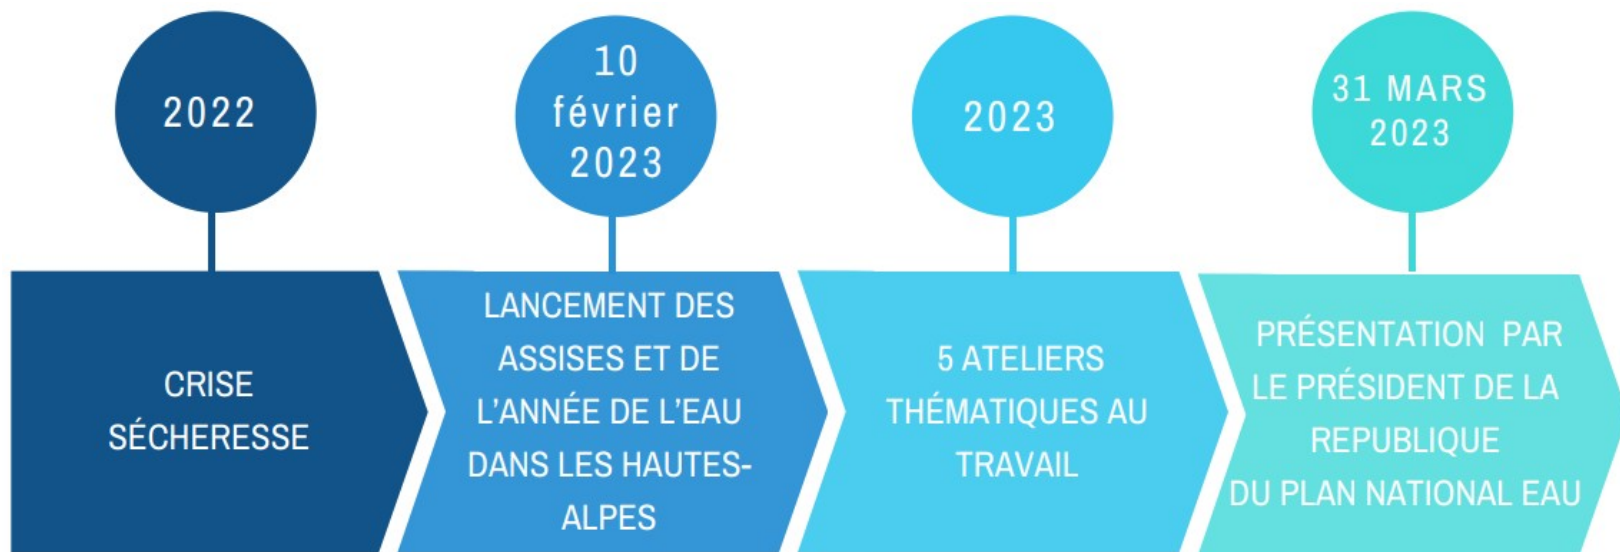 2022
CRISE
SÉCHERESSE
10
février
2023
LANCEMENT DES
ASSISES ET DE
L'ANNÉE DE L'EAU
DANS LES HAUTES-
ALPES
2023
5 ATELIERS
THÉMATIQUES AU
TRAVAIL
31 MARS
2023
PRÉSENTATION PAR
LE PRÉSIDENT DE LA
REPUBLIQUE
DU PLAN NATIONAL EAU